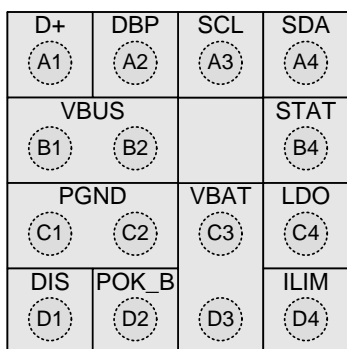 D+ DBP SCL SDA
A1 A2 A3 A4
VBUS STAT
B1 B2 B4
PGND VBAT LDO
C1 C2 C3 C4
DIS POK_B ILIM
D1 D2 D3 D4